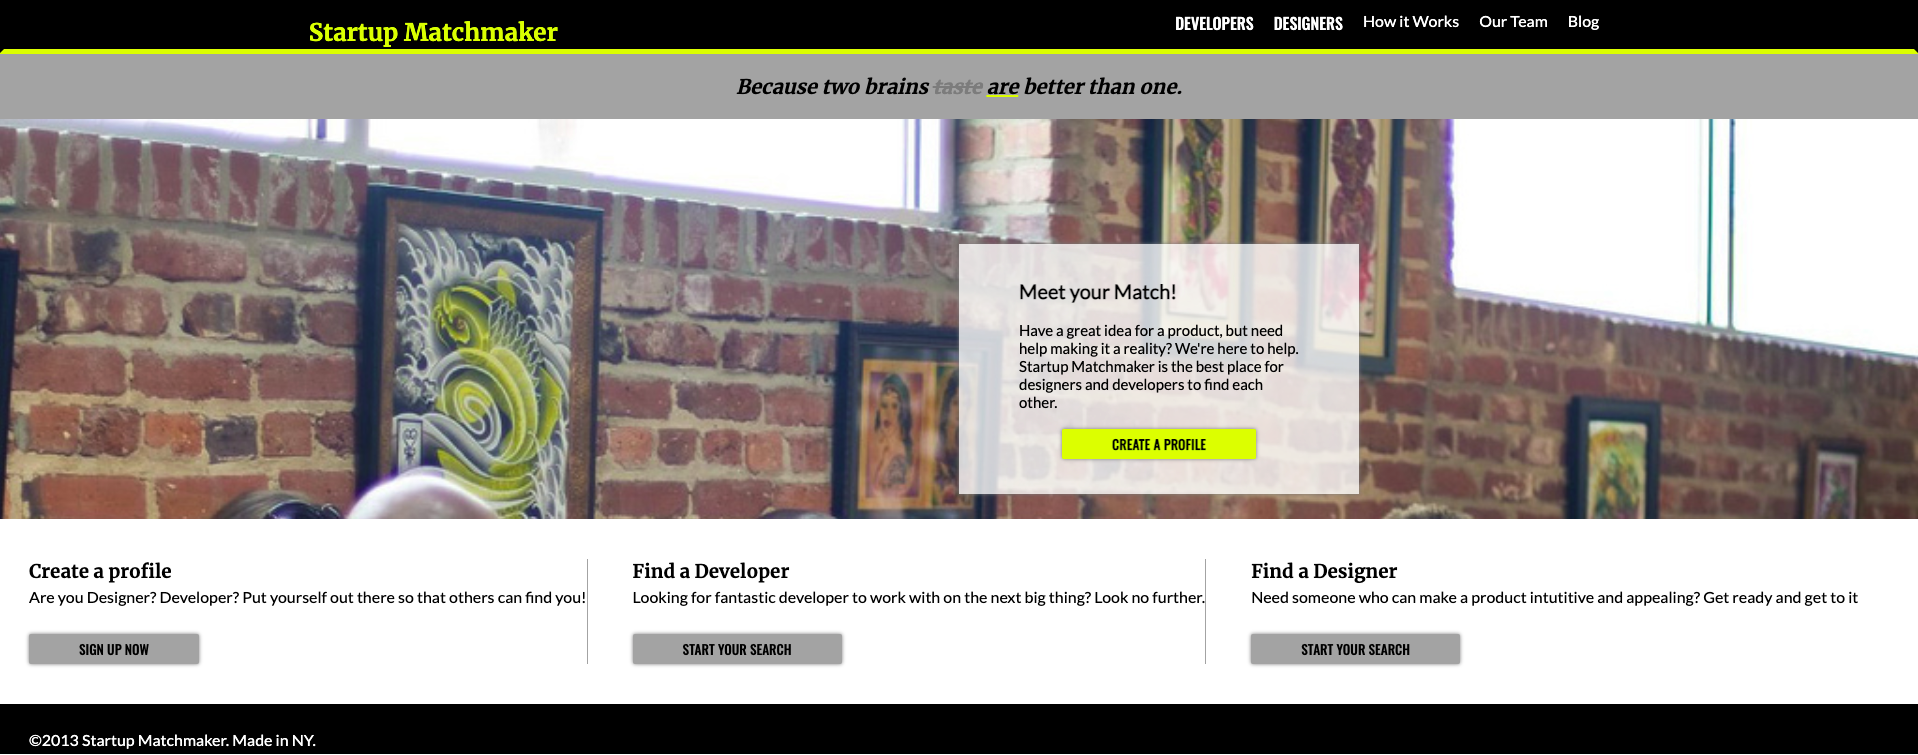 Startup Matchmaker
DEVELOPERS DESIGNERS How it Works Our Team Blog
Because two brains taste are better than one.
Meet your Match!
Have a great idea for a product, but need
help making it a reality? We're here to help.
Startup Matchmaker is the best place for
designers and developers to find each
other.
CREATE A PROFILE
Create a profile
Are you Designer? Developer? Put yourself out there so that others can find you!
SIGN UP NOW
Find a Developer
Looking for fantastic developer to work with on the next big thing? Look no further.
START YOUR SEARCH
Find a Designer
Need someone who can make a product intutitive and appealing? Get ready and get to it
START YOUR SEARCH
©2013 Startup Matchmaker. Made in NY.